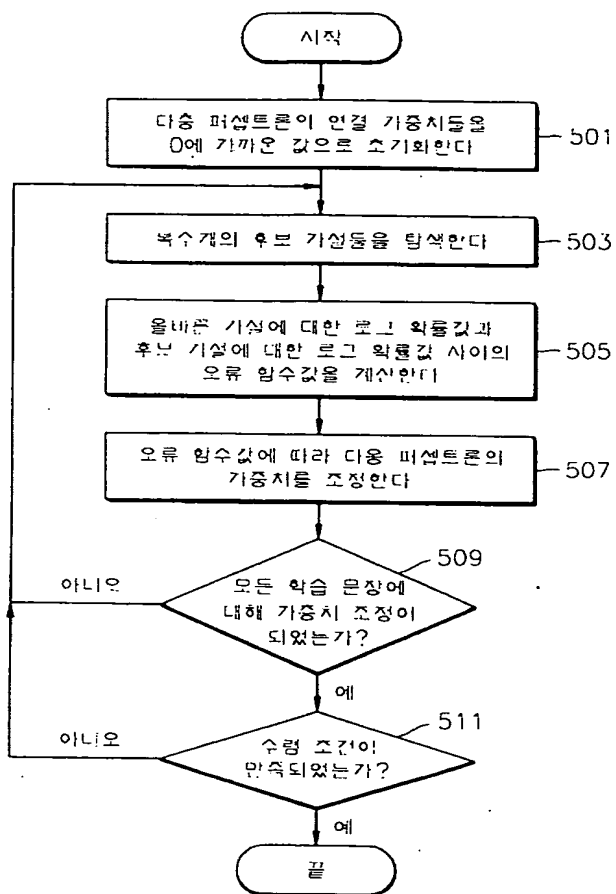 시작
다층 퍼셉트론의 연결 가중치들을
0에 가까운 값으로 초기화한다
501
복수개의 후보 가설들을 탐색한다
503
올바른 가설에 대한 로그 확률값과
후보 가설에 대한 로그 확률값 사이의
오류 함수값을 계산한다
505
오류 함수값에 따라 다층 퍼셉트론의
가중치를 조정한다
507
509
아니오
모든 학습 문장에
대해 가중치 조정이
되었는가?
예
511
아니오
수렴 조건이
만족되었는가?
예
끝